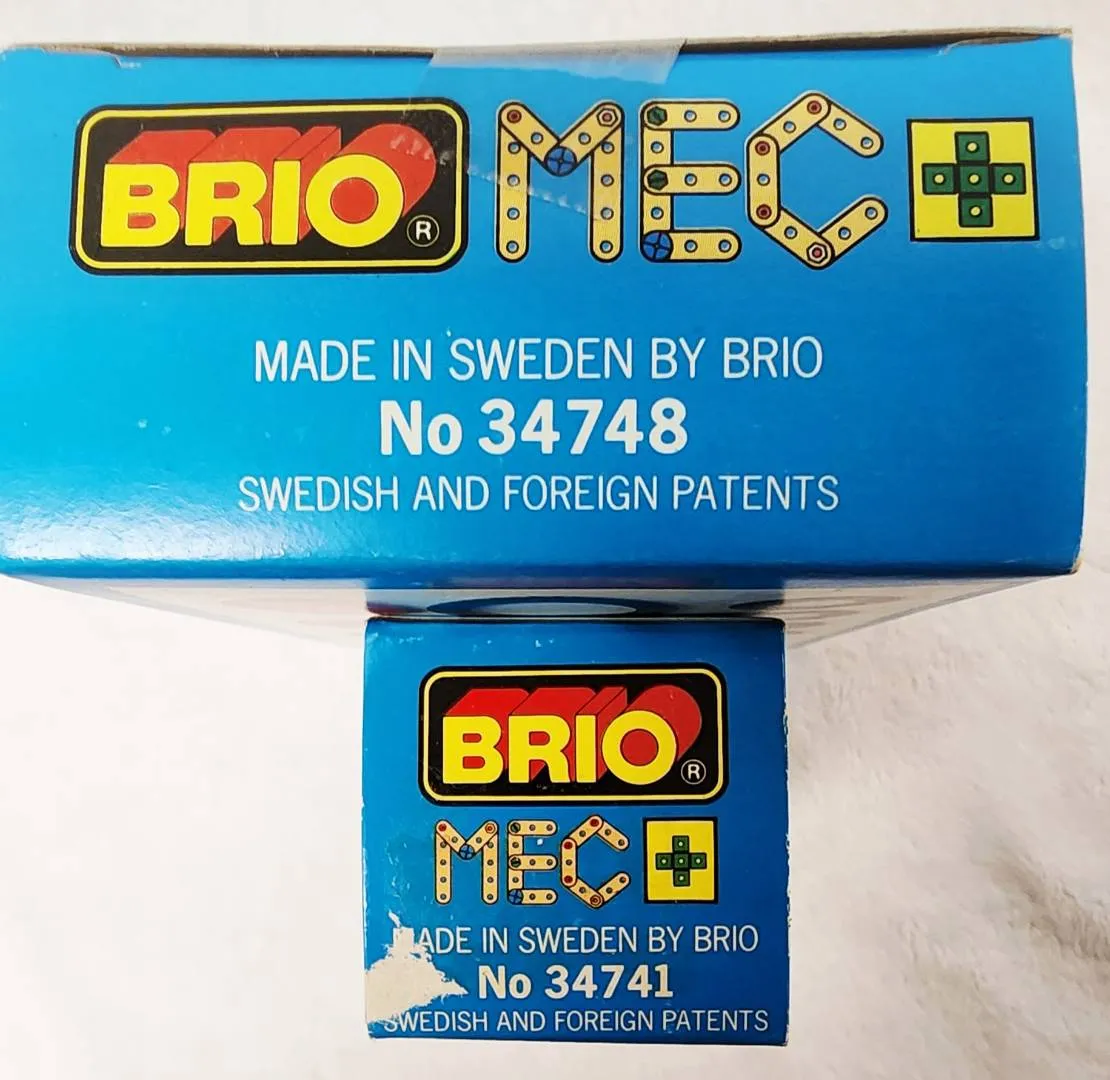 BRIO ® MEC
MADE IN SWEDEN BY BRIO
No 34748
SWEDISH AND FOREIGN PATENTS
BRIO ®
MEC
MADE IN SWEDEN BY BRIO
No 34741
SWEDISH AND FOREIGN PATENTS